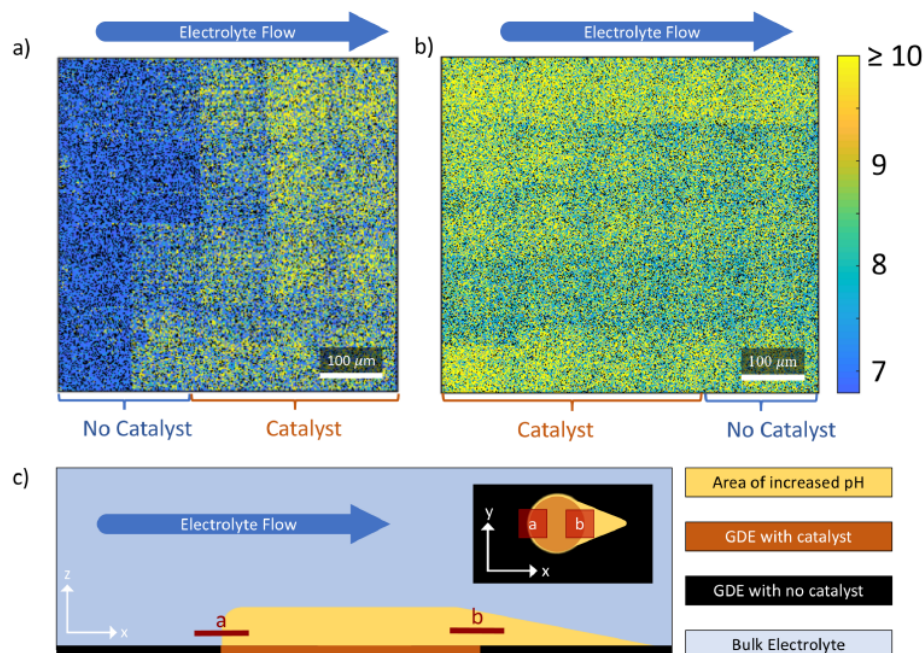 Electrolyte Flow
a)
100 μm
No Catalyst
Catalyst
Electrolyte Flow
b)
100 μm
Catalyst
No Catalyst
≥ 10
9
8
7
c)
Electrolyte Flow
z
x
a
b
y
a
b
x
Area of increased pH
GDE with catalyst
GDE with no catalyst
Bulk Electrolyte